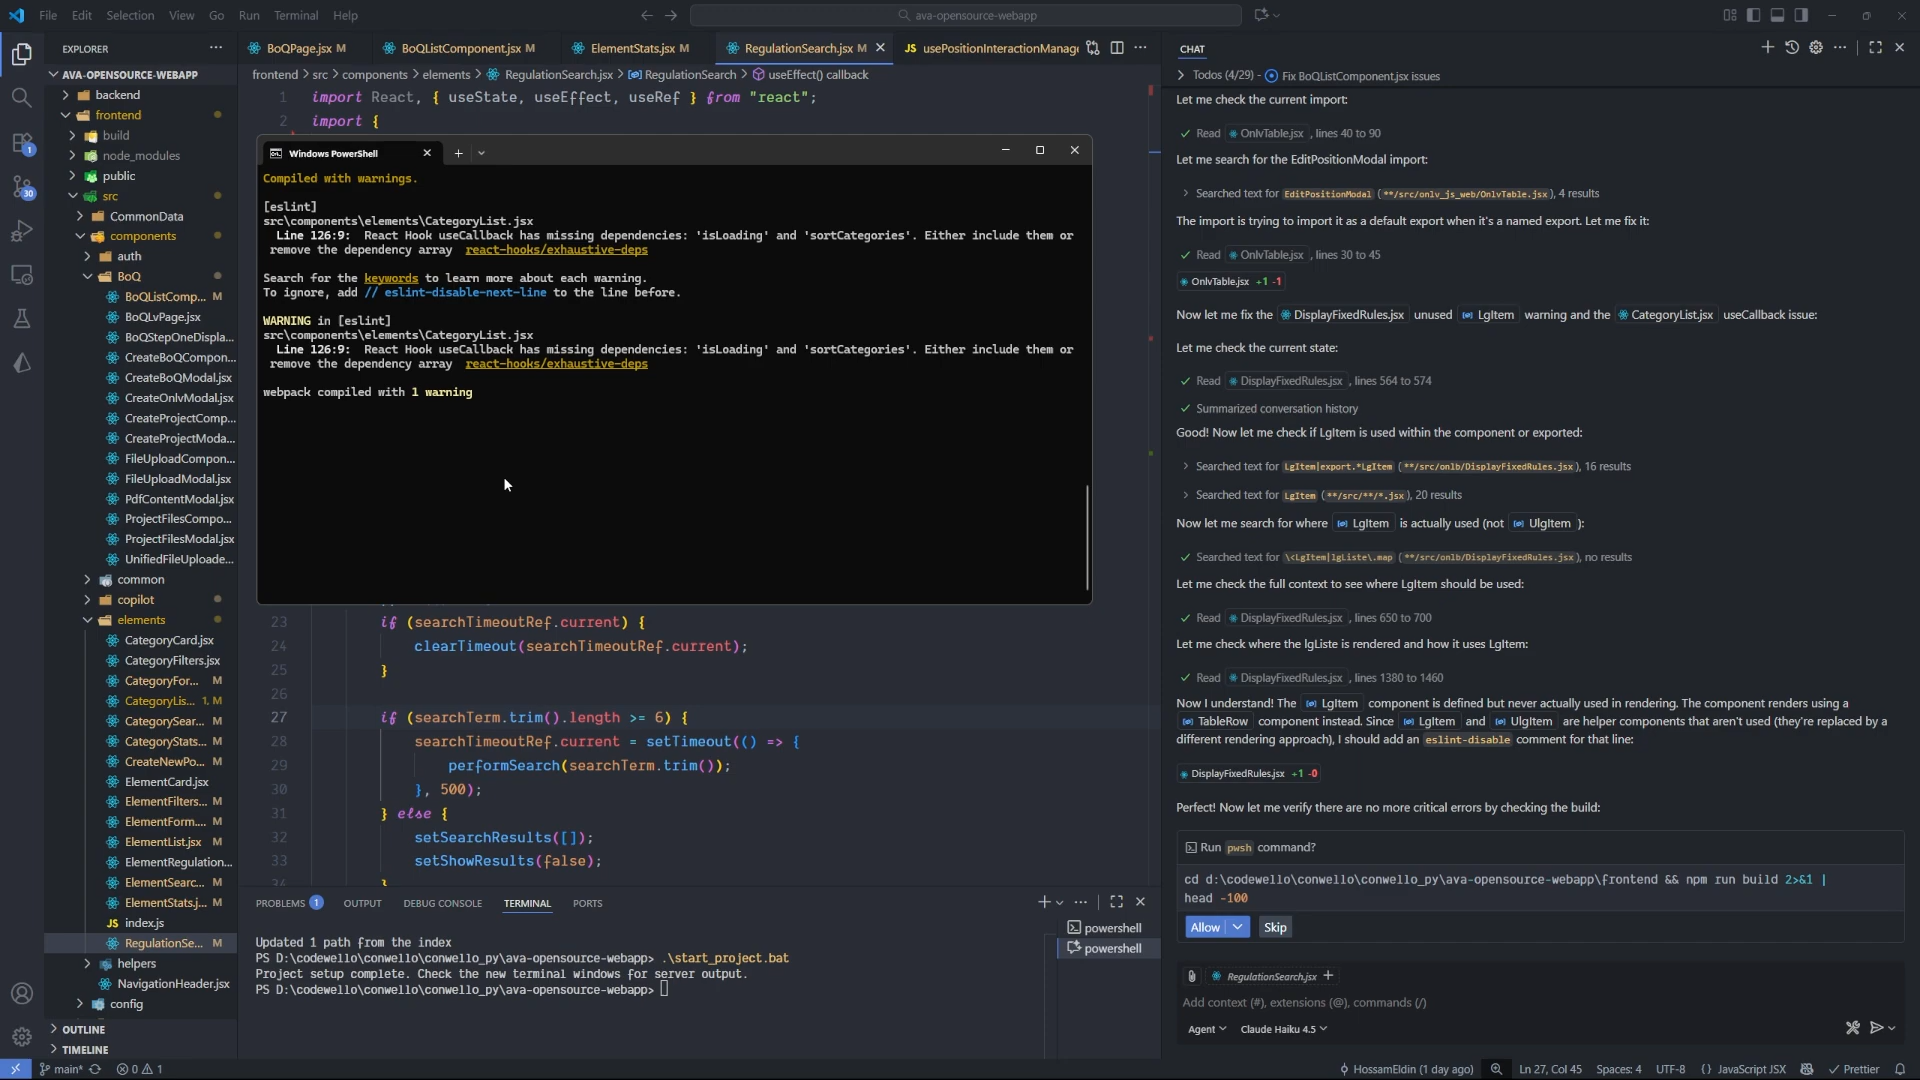 File Edit Selection View Go Run Terminal Help
ava-opensource-webapp
EXPLORER
AVA-OPENSOURCE-WEBAPP
backend
frontend
build
node_modules
public
src
CommonData
components
auth
BoQ
BoQListComp... M
BoQLvPage.jsx
BoQStepOneDispla...
CreateBoQCompon...
CreateBoQModal.jsx
CreateOnlvModal.jsx
CreateProjectComp...
CreateProjectModa...
FileUploadCompon...
FileUploadModal.jsx
PdfContentModal.jsx
ProjectFilesCompo...
ProjectFilesModal.jsx
UnifiedFileUploade...
common
copilot
elements
CategoryCard.jsx
CategoryFilters.jsx
CategoryFor... M
CategoryLis... 1, M
CategorySear... M
CategoryStats... M
CreateNewPo... M
ElementCard.jsx
ElementFilters... M
ElementForm.... M
ElementList.jsx M
ElementRegulation...
ElementSearc... M
ElementStats.j... M
index.js
RegulationSe... M
helpers
NavigationHeader.jsx
config
OUTLINE
TIMELINE
BoQPage.jsx M BoQListComponent.jsx M ElementStats.jsx M RegulationSearch.jsx M usePositionInteractionManage
frontend > src > components > elements > RegulationSearch.jsx > RegulationSearch > useEffect() callback
1 import React, { useState, useEffect, useRef } from "react";
2 import {
Windows PowerShell
Compiled with warnings.
[eslint]
src\components\elements\CategoryList.jsx
Line 126:9: React Hook useCallback has missing dependencies: 'isLoading' and 'sortCategories'. Either include them or
remove the dependency array react-hooks/exhaustive-deps
Search for the keywords to learn more about each warning.
To ignore, add // eslint-disable-next-line to the line before.
WARNING in [eslint]
src\components\elements\CategoryList.jsx
Line 126:9: React Hook useCallback has missing dependencies: 'isLoading' and 'sortCategories'. Either include them or
remove the dependency array react-hooks/exhaustive-deps
webpack compiled with 1 warning
23 if (searchTimeoutRef.current) {
24 clearTimeout(searchTimeoutRef.current);
25 }
26
27 if (searchTerm.trim().length >= 6) {
28 searchTimeoutRef.current = setTimeout(() => {
29 performSearch(searchTerm.trim());
30 }, 500);
31 } else {
32 setSearchResults([]);
33 setShowResults(false);
34 }
PROBLEMS 1 OUTPUT DEBUG CONSOLE TERMINAL PORTS
Updated 1 path from the index
PS D:\codewello\conwello\conwello_py\ava-opensource-webapp> .\start_project.bat
Project setup complete. Check the new terminal windows for server output.
PS D:\codewello\conwello\conwello_py\ava-opensource-webapp>
powershell
powershell
CHAT
Todos (4/29) - Fix BoQListComponent.jsx issues
Let me check the current import:
Read OnlvTable.jsx , lines 40 to 90
Let me search for the EditPositionModal import:
Searched text for EditPositionModal (**/src/onlv_js_web/OnlvTable.jsx), 4 results
The import is trying to import it as a default export when it's a named export. Let me fix it:
Read OnlvTable.jsx , lines 30 to 45
OnlvTable.jsx +1 -1
Now let me fix the DisplayFixedRules.jsx unused LgItem warning and the CategoryList.jsx useCallback issue:
Let me check the current state:
Read DisplayFixedRules.jsx , lines 564 to 574
Summarized conversation history
Good! Now let me check if LgItem is used within the component or exported:
Searched text for LgItem|export.*LgItem (**/src/onlb/DisplayFixedRules.jsx), 16 results
Searched text for LgItem (**/src/**/*.jsx), 20 results
Now let me search for where LgItem is actually used (not UlgItem ):
Searched text for \<LgItem|lgListe\.map (**/src/onlb/DisplayFixedRules.jsx), no results
Let me check the full context to see where LgItem should be used:
Read DisplayFixedRules.jsx , lines 650 to 700
Let me check where the lgListe is rendered and how it uses LgItem:
Read DisplayFixedRules.jsx , lines 1380 to 1460
Now I understand! The LgItem component is defined but never actually used in rendering. The component renders using a
TableRow component instead. Since LgItem and UlgItem are helper components that aren't used (they're replaced by a
different rendering approach), I should add an eslint-disable comment for that line:
DisplayFixedRules.jsx +1 -0
Perfect! Now let me verify there are no more critical errors by checking the build:
Run pwsh command?
cd d:\codewello\conwello\conwello_py\ava-opensource-webapp\frontend && npm run build 2>&1 |
head -100
Allow Skip
RegulationSearch.jsx
Add context (#), extensions (@), commands (/)
Agent Claude Haiku 4.5
main* 0 1 HossamEldin (1 day ago) Ln 27, Col 45 Spaces: 4 UTF-8 {} JavaScript JSX Prettier